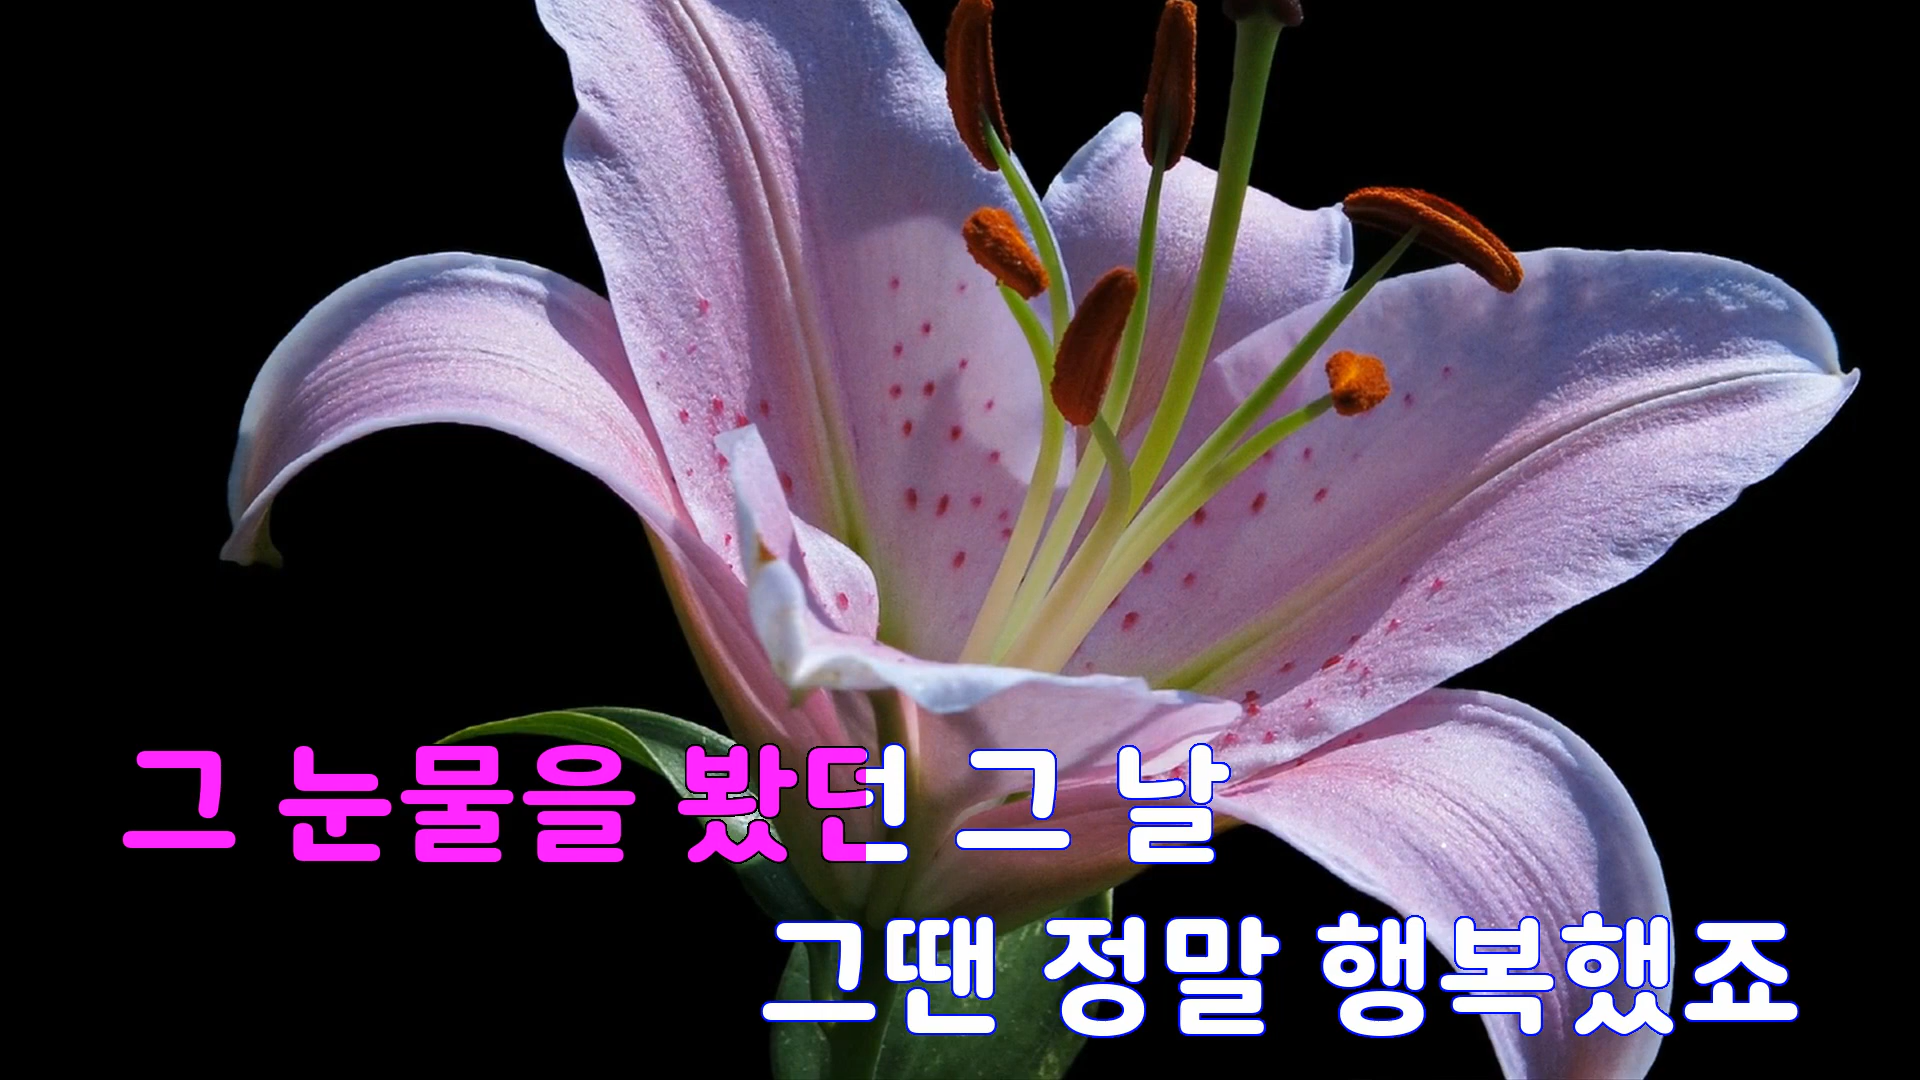 그 눈물을 봤던 그 날
그땐 정말 행복했죠